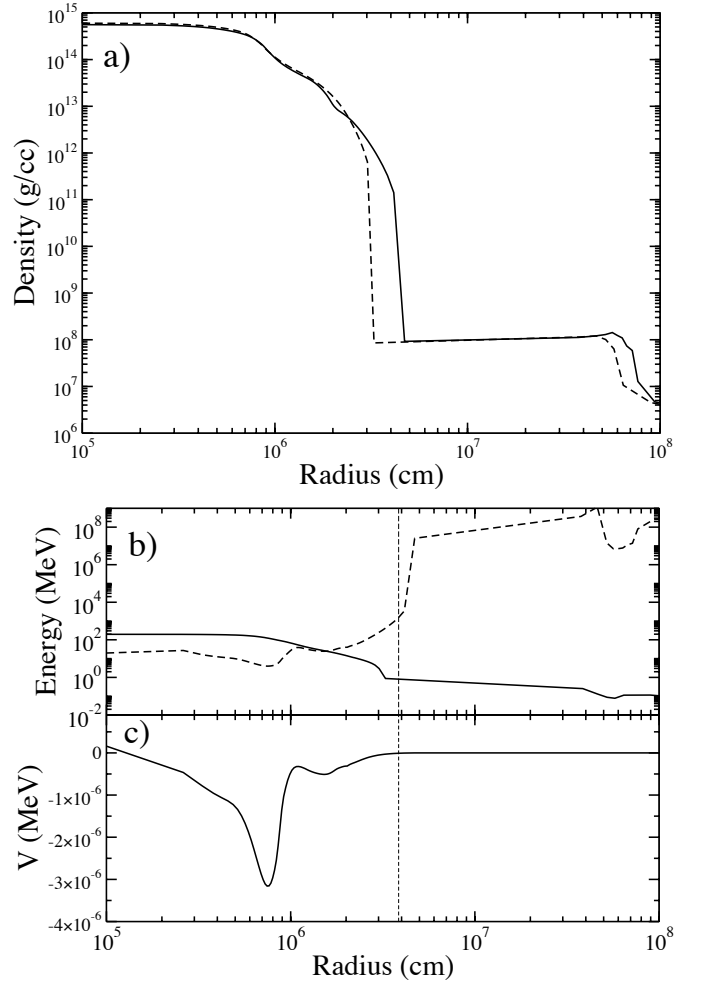 10^15
a)
10^14
10^13
10^12
10^11
10^10
10^9
10^8
10^7
10^6
Density (g/cc)
10^5 10^6 10^7 10^8
Radius (cm)
b)
10^8
10^6
10^4
10^2
10^0
10^-2
Energy (MeV)
c)
10^-2
0
-1×10^-6
-2×10^-6
-3×10^-6
-4×10^-6
V (MeV)
10^5 10^6 10^7 10^8
Radius (cm)